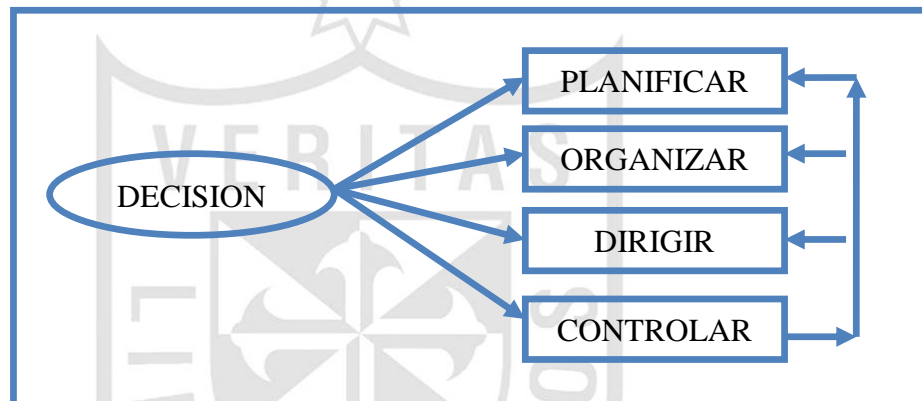 PLANIFICAR
VERITAS
ORGANIZAR
DECISION
DIRIGIR
CONTROLAR